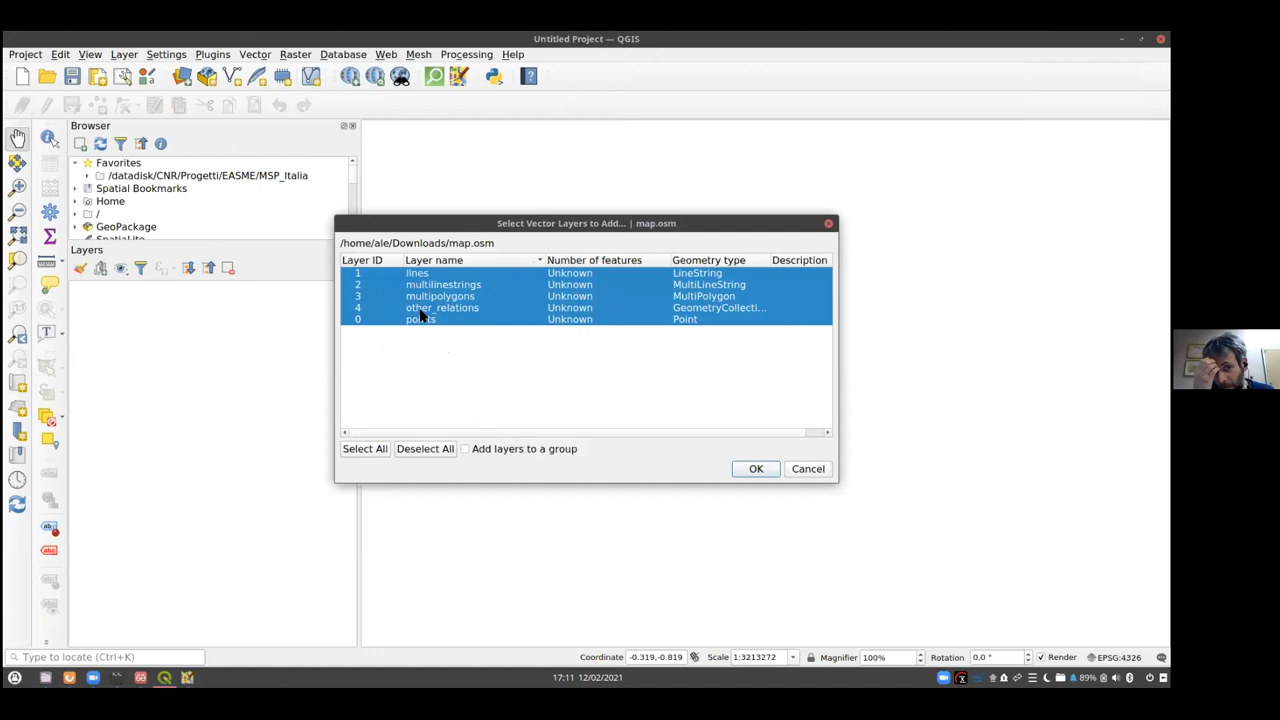 Untitled Project — QGIS
Project Edit View Layer Settings Plugins Vector Raster Database Web Mesh Processing Help
Browser
Favorites
/datadisk/CNR/Progetti/EASME/MSP_Italia
Spatial Bookmarks
Home
/
GeoPackage
SpatiaLite
Layers
Select Vector Layers to Add... | map.osm
/home/ale/Downloads/map.osm
Layer ID Layer name Number of features Geometry type Description
1 lines Unknown LineString
2 multilinestrings Unknown MultiLineString
3 multipolygons Unknown MultiPolygon
4 other_relations Unknown GeometryCollecti...
0 points Unknown Point
Select All Deselect All Add layers to a group
OK Cancel
abc
abc
Type to locate (Ctrl+K) Coordinate -0.319,-0.819 Scale 1:3213272 Magnifier 100% Rotation 0,0 ° Render EPSG:4326
17:11 12/02/2021 89%